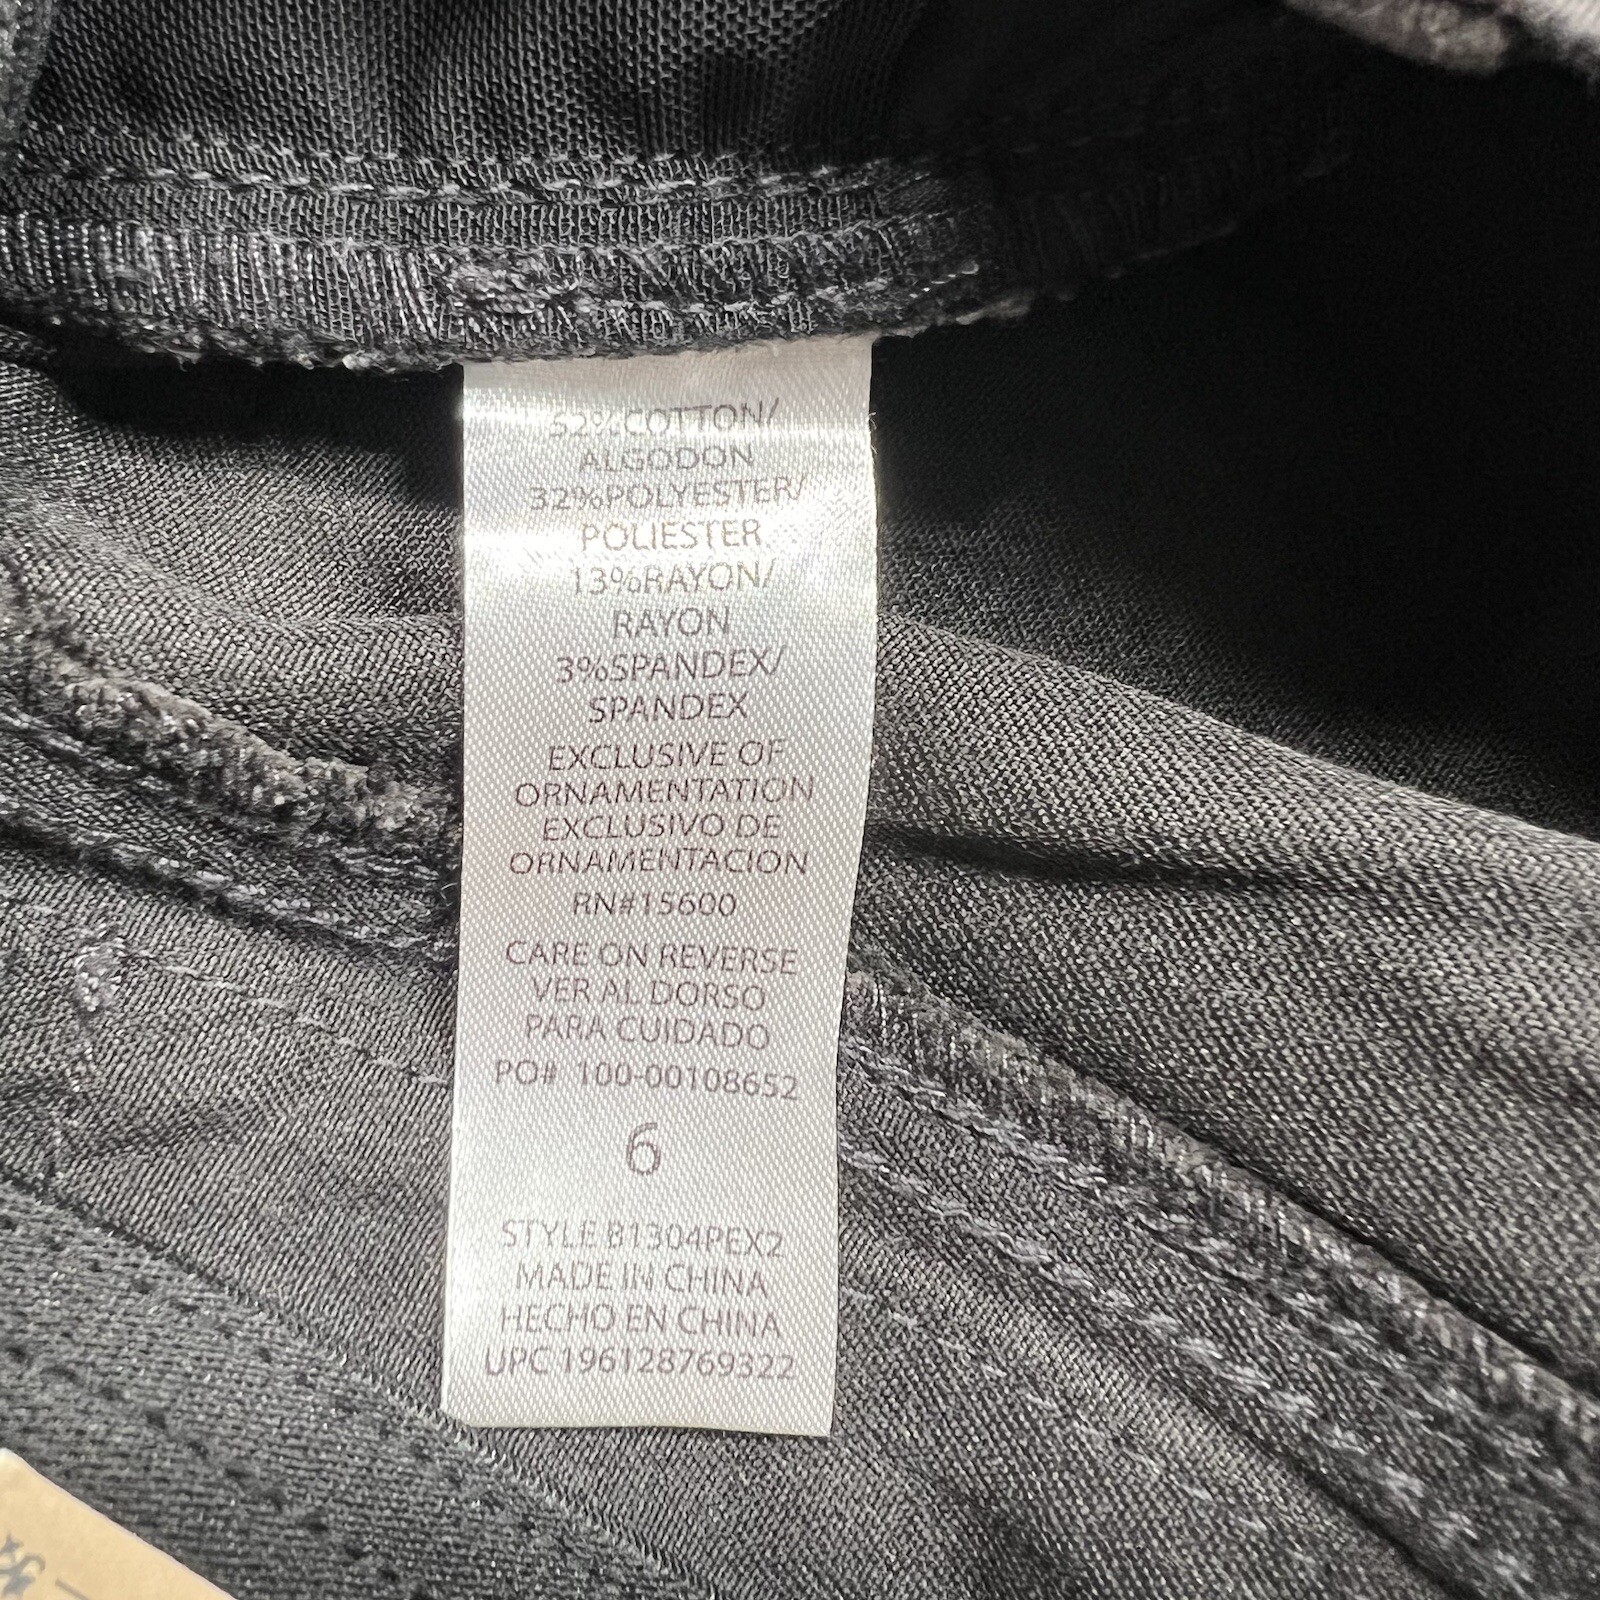 52%COTTON/
ALGODON
32%POLYESTER/
POLIESTER
13%RAYON/
RAYON
3%SPANDEX/
SPANDEX
EXCLUSIVE OF
ORNAMENTATION
EXCLUSIVO DE
ORNAMENTACION
RN#15600
CARE ON REVERSE
VER AL DORSO
PARA CUIDADO
PO# 100-00108652
6
STYLE B1304PEX2
MADE IN CHINA
HECHO EN CHINA
UPC 196128769322